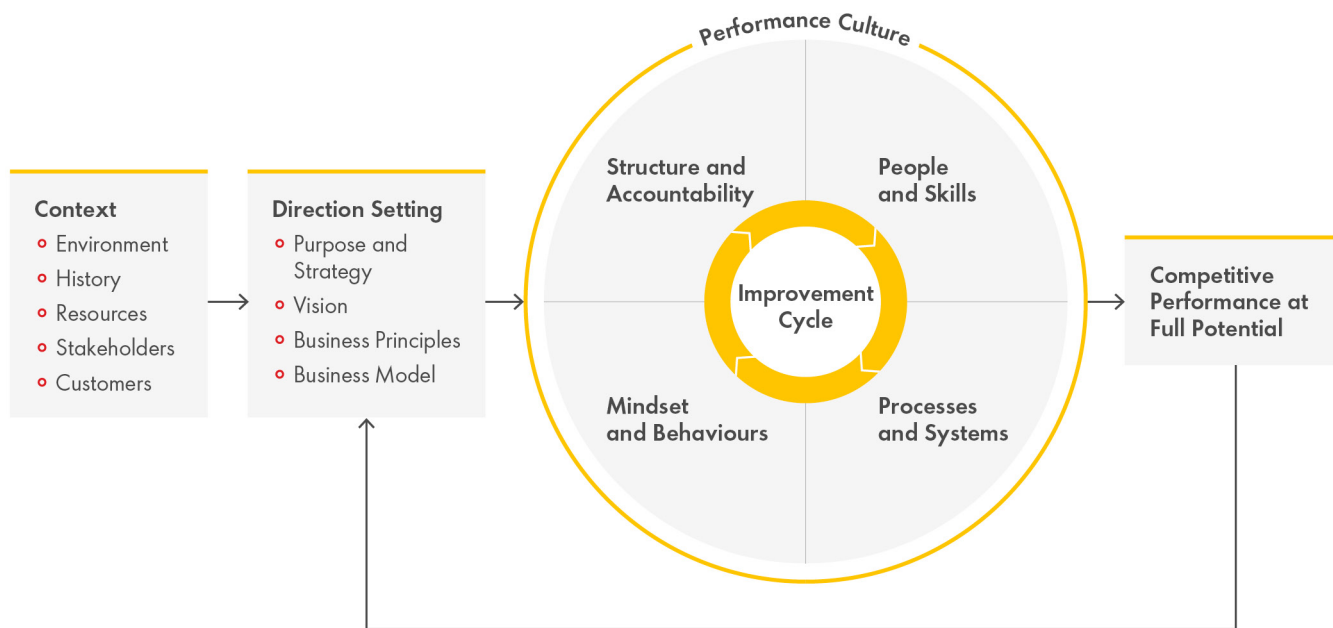 Performance Culture
Context
Environment
History
Resources
Stakeholders
Customers
Direction Setting
Purpose and
Strategy
Vision
Business Principles
Business Model
Structure and
Accountability
People
and Skills
Improvement
Cycle
Mindset
and Behaviours
Processes
and Systems
Competitive
Performance at
Full Potential